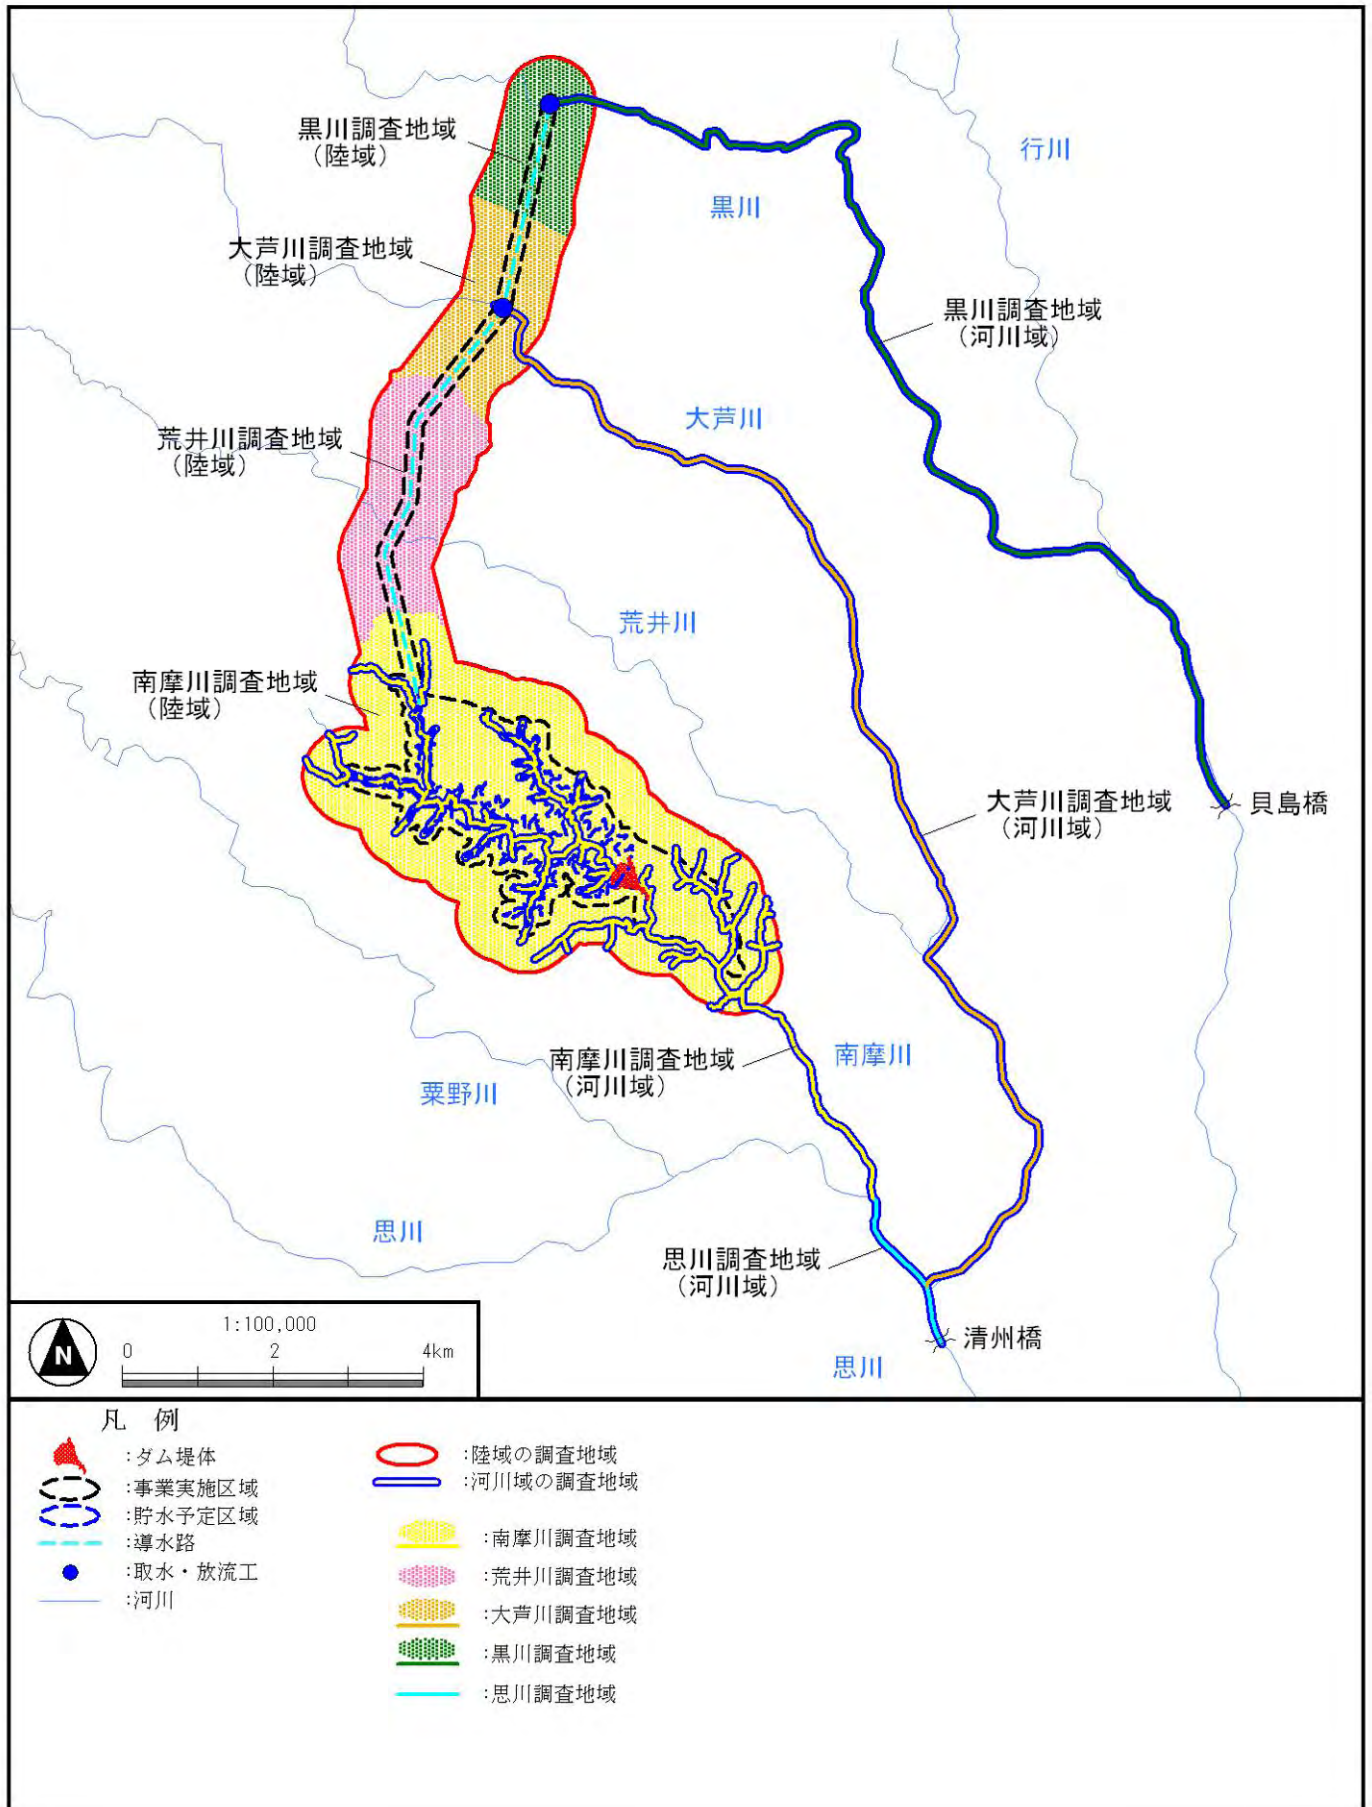 黒川調査地域
(陸域)
行川
黒川
大芦川調査地域
(陸域)
黒川調査地域
(河川域)
大芦川
荒井川調査地域
(陸域)
荒井川
南摩川調査地域
(陸域)
大芦川調査地域
(河川域)
貝島橋
南摩川調査地域
(河川域)
南摩川
粟野川
思川
思川調査地域
(河川域)
清州橋
思川
N
1:100,000
0 2 4km
凡 例
:ダム堤体
:事業実施区域
:貯水予定区域
:導水路
:取水・放流工
:河川
:陸域の調査地域
:河川域の調査地域
:南摩川調査地域
:荒井川調査地域
:大芦川調査地域
:黒川調査地域
:思川調査地域